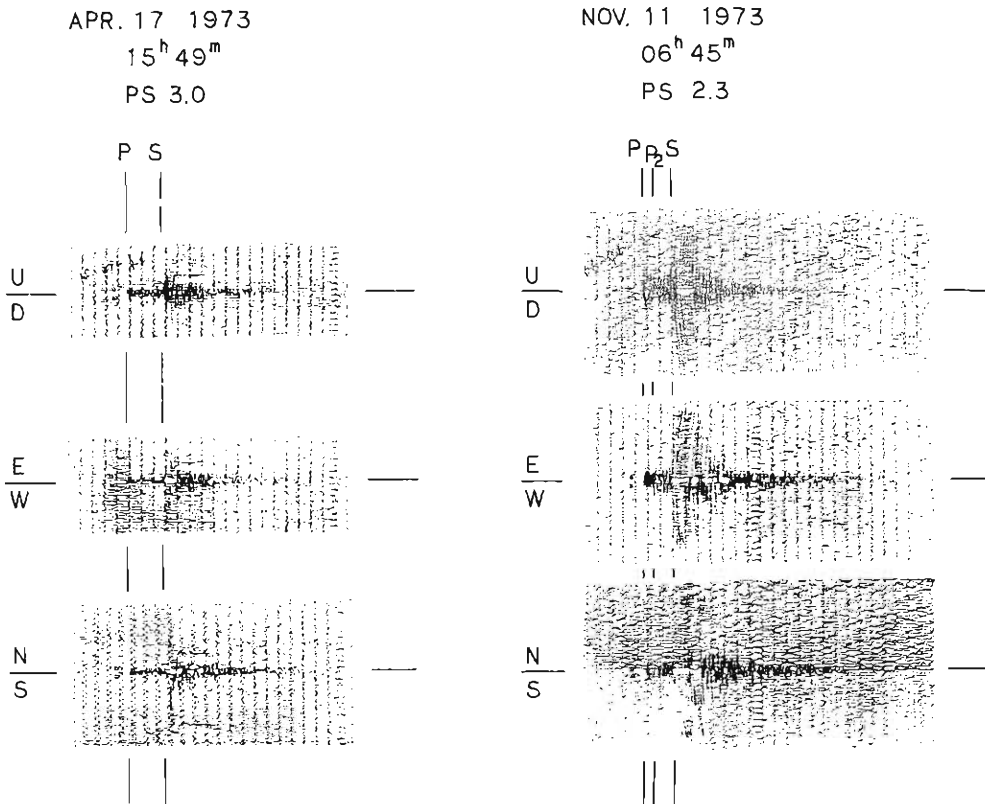 APR. 17 1973
15h 49m
PS 3.0
P S
U
D
E
W
N
S
NOV. 11 1973
06h 45m
PS 2.3
P P2 S
U
D
E
W
N
S